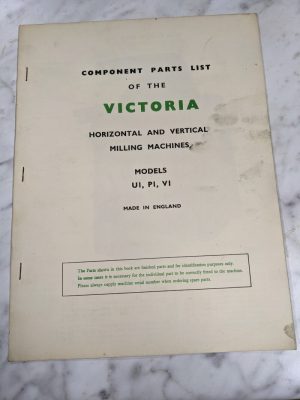 COMPONENT PARTS LIST
OF THE
VICTORIA
HORIZONTAL AND VERTICAL
MILLING MACHINES,
MODELS
U1, P1, V1
MADE IN ENGLAND
The Parts shown in this book are finished parts and for identification purposes only.
In some cases it is necessary for the individual part to be correctly fitted to the machine.
Please always supply machine serial number when ordering spare parts.